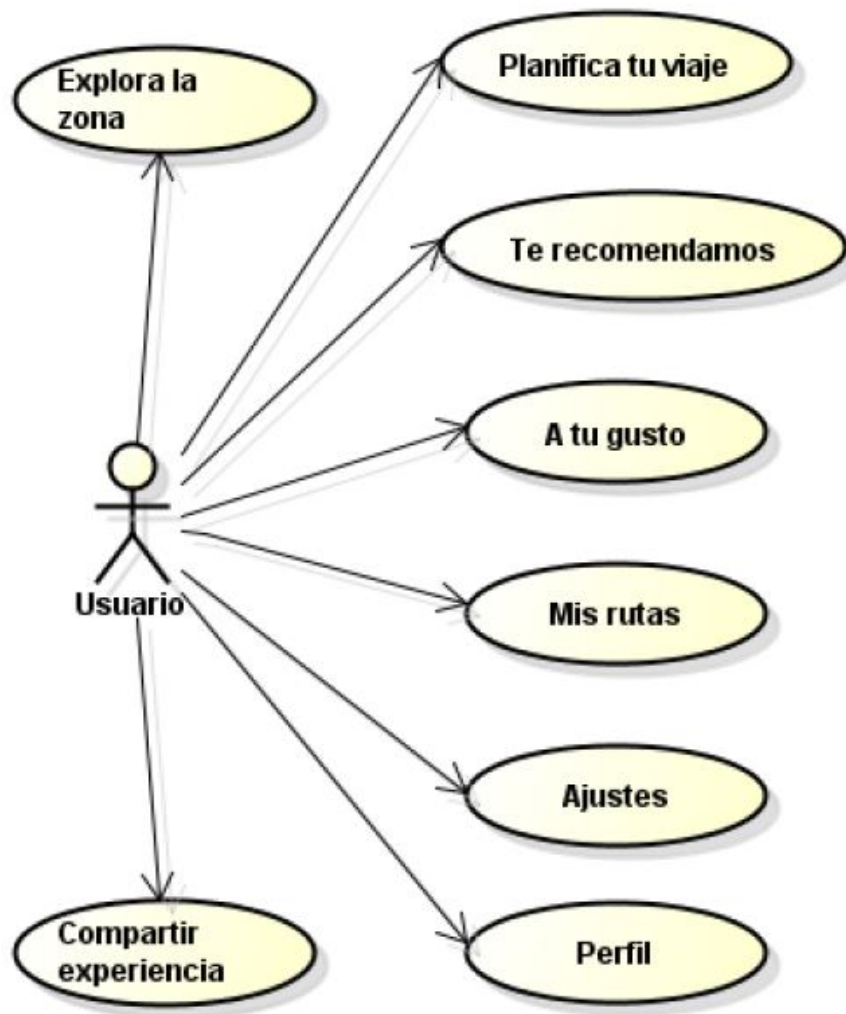 Explora la
zona
Planifica tu viaje
Te recomendamos
A tu gusto
Usuario
Mis rutas
Ajustes
Compartir
experiencia
Perfil